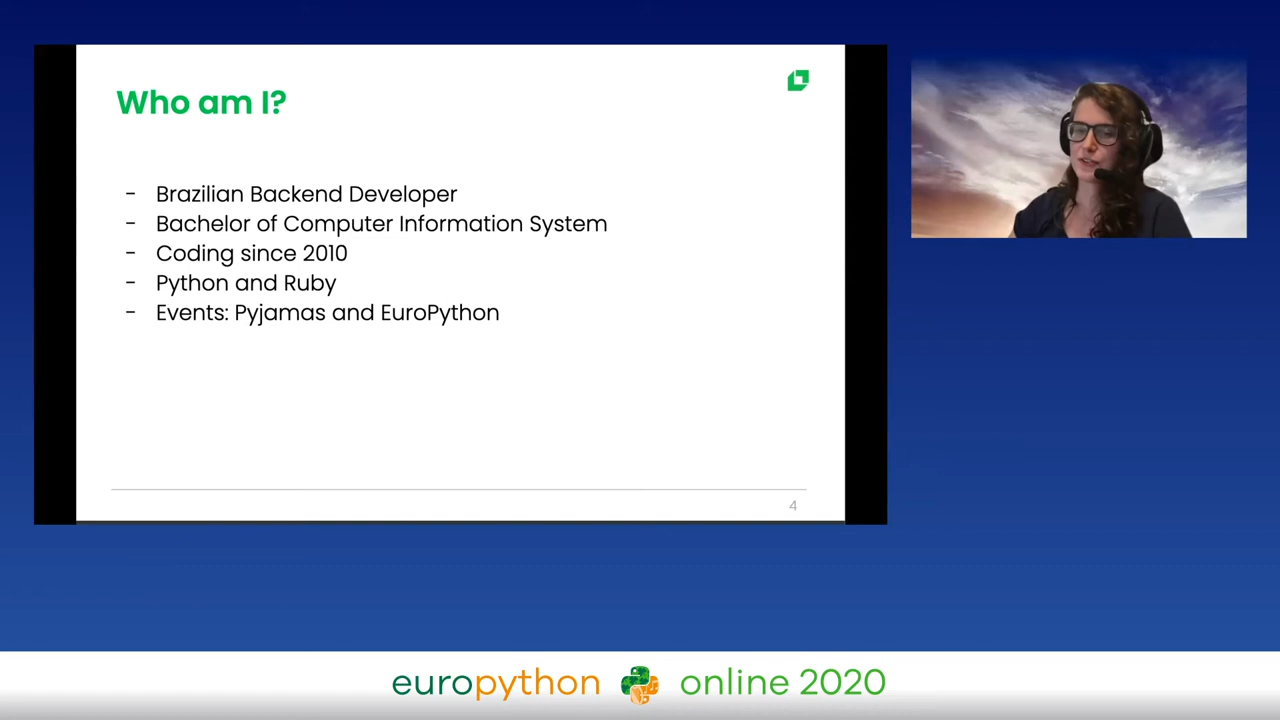 Who am I?
- Brazilian Backend Developer
- Bachelor of Computer Information System
- Coding since 2010
- Python and Ruby
- Events: Pyjamas and EuroPython
4
europython online 2020